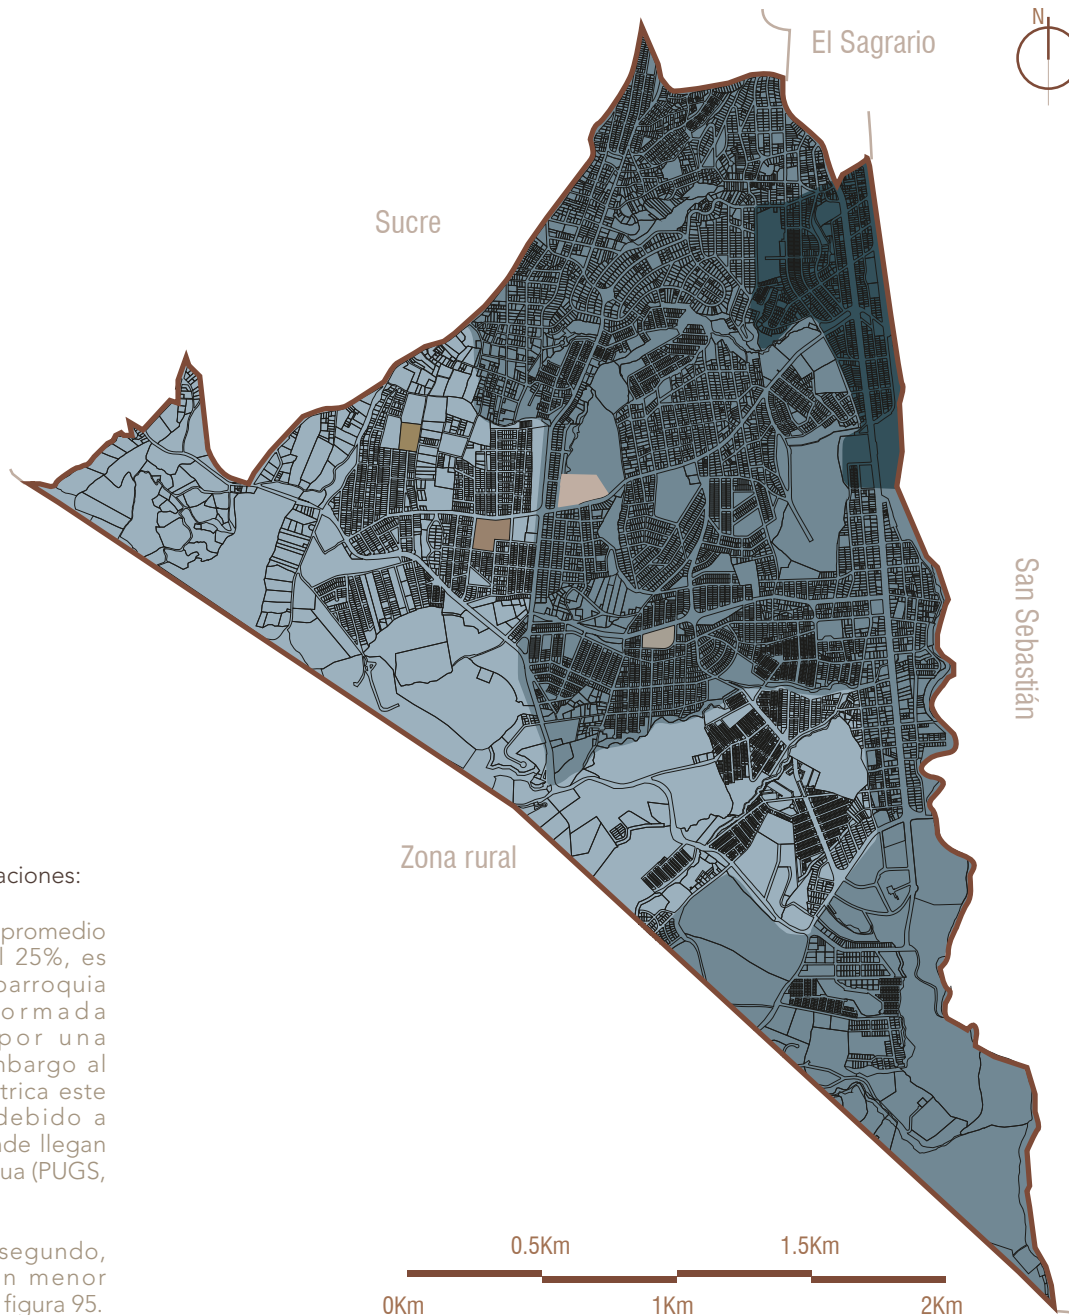 N
El Sagrario
Sucre
San Sebastián
Zona rural
aciones:
promedio
l 25%, es
parroquia
ormada
por una
mbargo al
trica este
debido a
de llegan
ua (PUGS,
segundo,
n menor
figura 95.
0.5Km
1.5Km
0Km
1Km
2Km